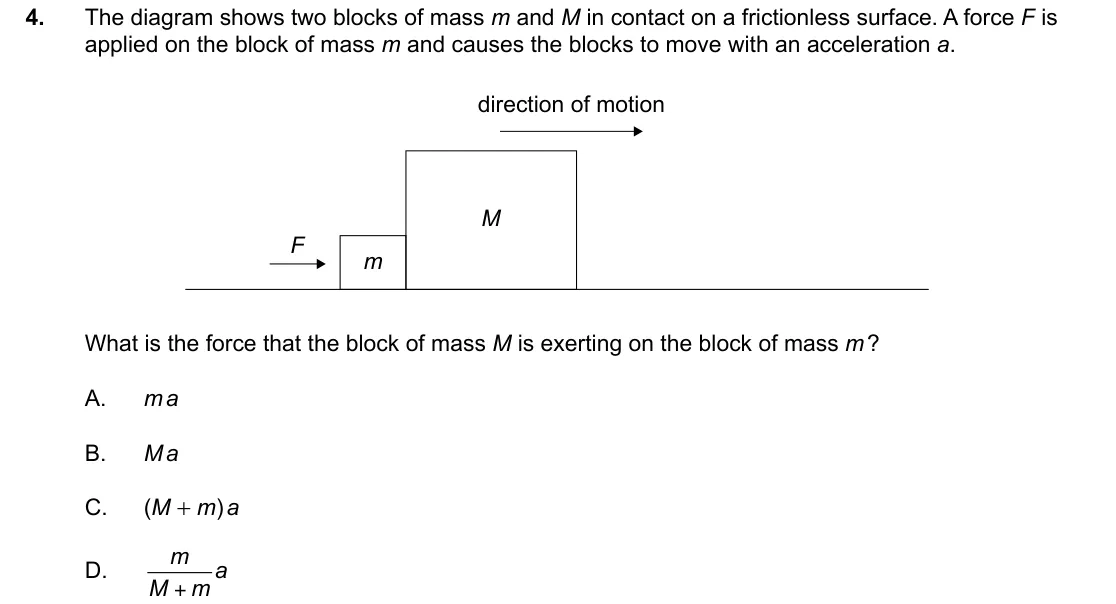 4. The diagram shows two blocks of mass m and M in contact on a frictionless surface. A force F is
applied on the block of mass m and causes the blocks to move with an acceleration a.
direction of motion
M
F
m
What is the force that the block of mass M is exerting on the block of mass m?
A. ma
B. Ma
C. (M + m)a
D. m
M + m
a